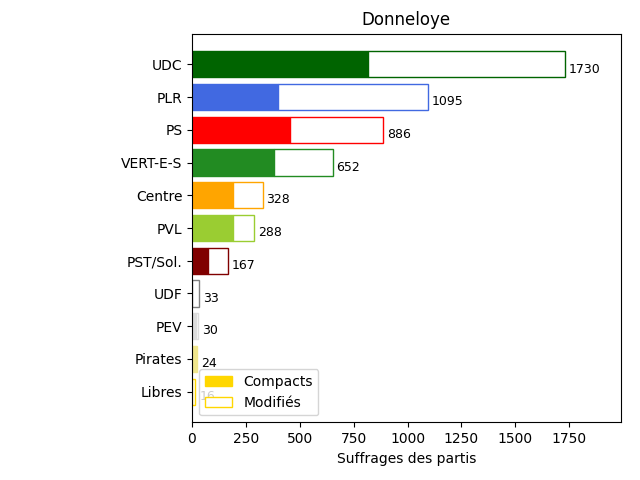 Donneloye
UDC 1730
PLR 1095
PS 886
VERT-E-S 652
Centre 328
PVL 288
PST/Sol. 167
UDF 33
PEV 30
Pirates 24
Libres 16
Compacts
Modifiés
0 250 500 750 1000 1250 1500 1750
Suffrages des partis